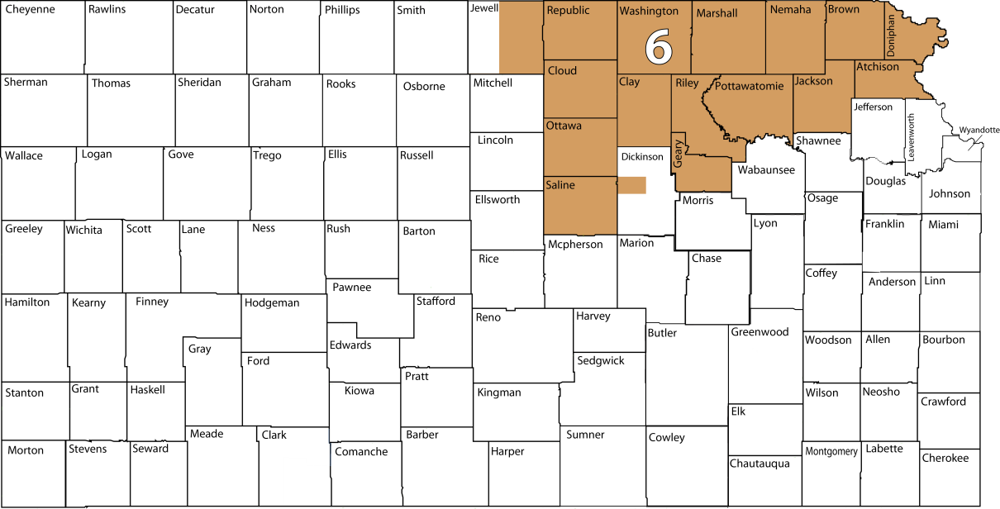 Cheyenne
Rawlins
Decatur
Norton
Phillips
Smith
Jewell
Republic
Washington
Marshall
Nemaha
Brown
Doniphan
6
Sherman
Thomas
Sheridan
Graham
Rooks
Osborne
Mitchell
Cloud
Clay
Riley
Pottawatomie
Jackson
Atchison
Jefferson
Leavenworth
Wyandotte
Lincoln
Ottawa
Wallace
Logan
Gove
Trego
Ellis
Russell
Dickinson
Geary
Wabaunsee
Shawnee
Douglas
Johnson
Ellsworth
Saline
Morris
Osage
Greeley
Wichita
Scott
Lane
Ness
Rush
Barton
Rice
Mcpherson
Marion
Chase
Lyon
Franklin
Miami
Coffey
Anderson
Linn
Hamilton
Kearny
Finney
Hodgeman
Pawnee
Stafford
Reno
Harvey
Butler
Greenwood
Woodson
Allen
Bourbon
Gray
Ford
Edwards
Sedgwick
Stanton
Grant
Haskell
Kiowa
Pratt
Kingman
Wilson
Neosho
Crawford
Elk
Meade
Clark
Barber
Sumner
Cowley
Morton
Stevens
Seward
Comanche
Harper
Chautauqua
Montgomery
Labette
Cherokee